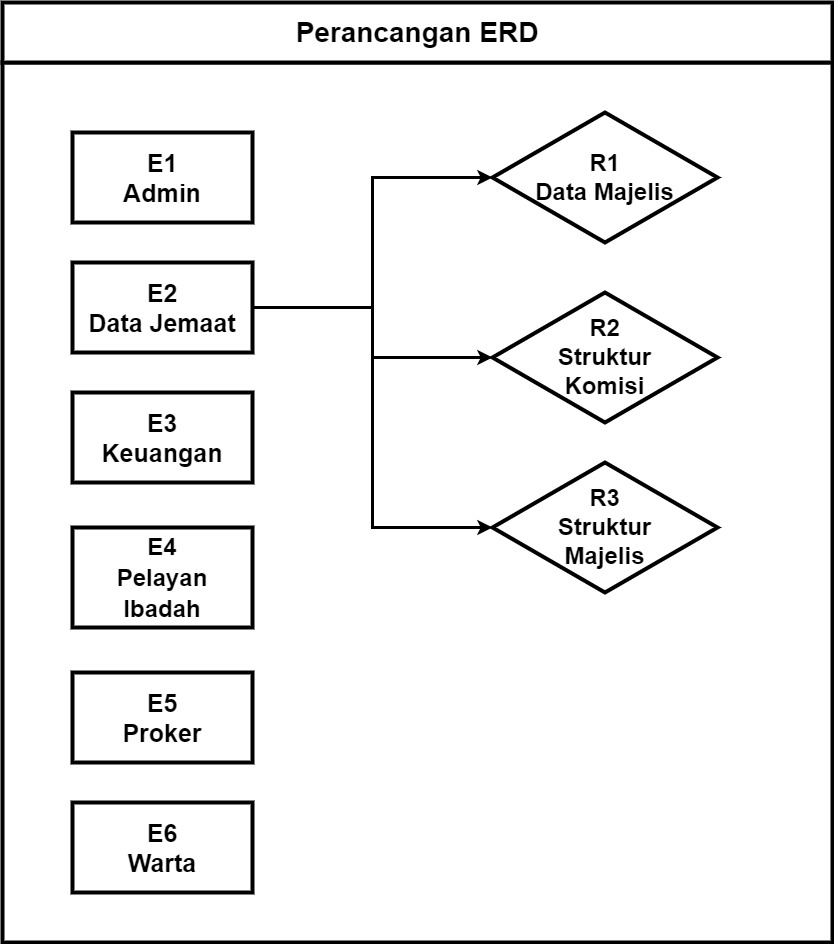 Perancangan ERD
E1
Admin
E2
Data Jemaat
E3
Keuangan
E4
Pelayan
Ibadah
E5
Proker
E6
Warta
R1
Data Majelis
R2
Struktur
Komisi
R3
Struktur
Majelis